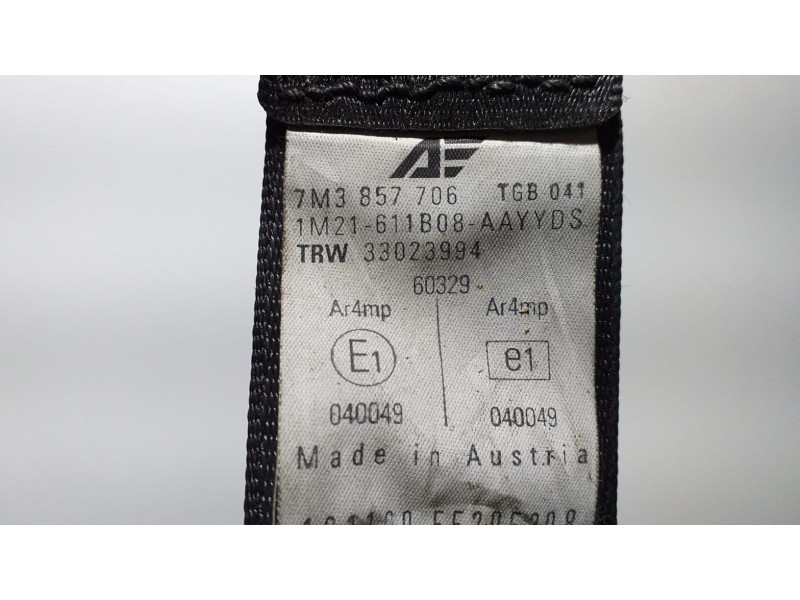 AE
7M3 857 706 TGB 041
1M21-611B08-AAYYDS
TRW 33023994
60329
Ar4mp Ar4mp
E1 e1
040049 040049
Made in Austria